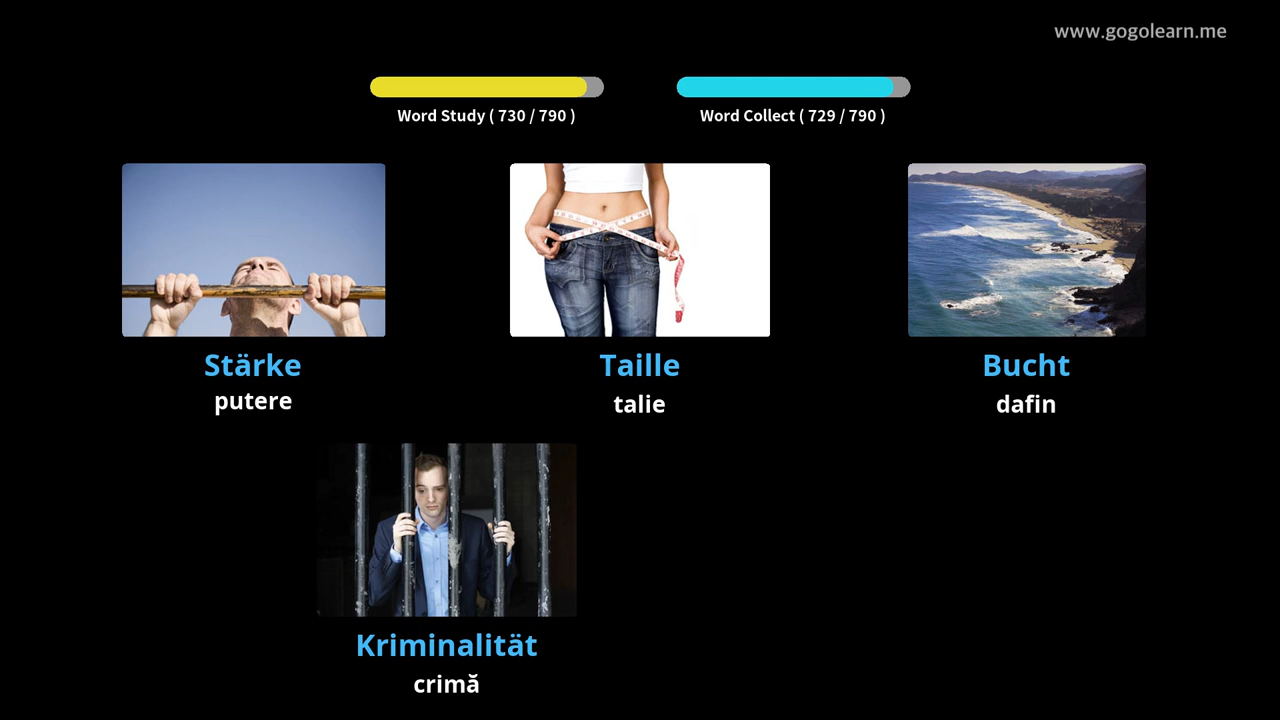 www.gogolearn.me
Word Study ( 730 / 790 )
Word Collect ( 729 / 790 )
Stärke
putere
Taille
talie
Bucht
dafin
Kriminalität
crimă